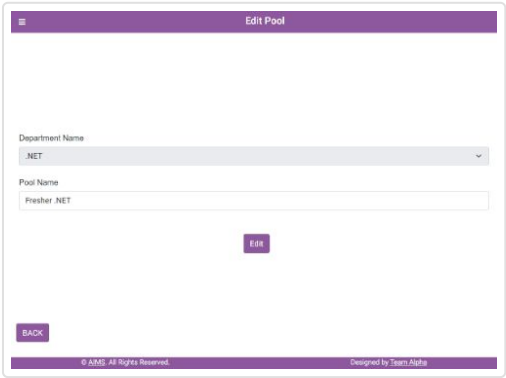 Edit Pool
Department Name
.NET
Pool Name
Fresher .NET
Edit
BACK
© AIMS. All Rights Reserved.
Designed by Team Alpha